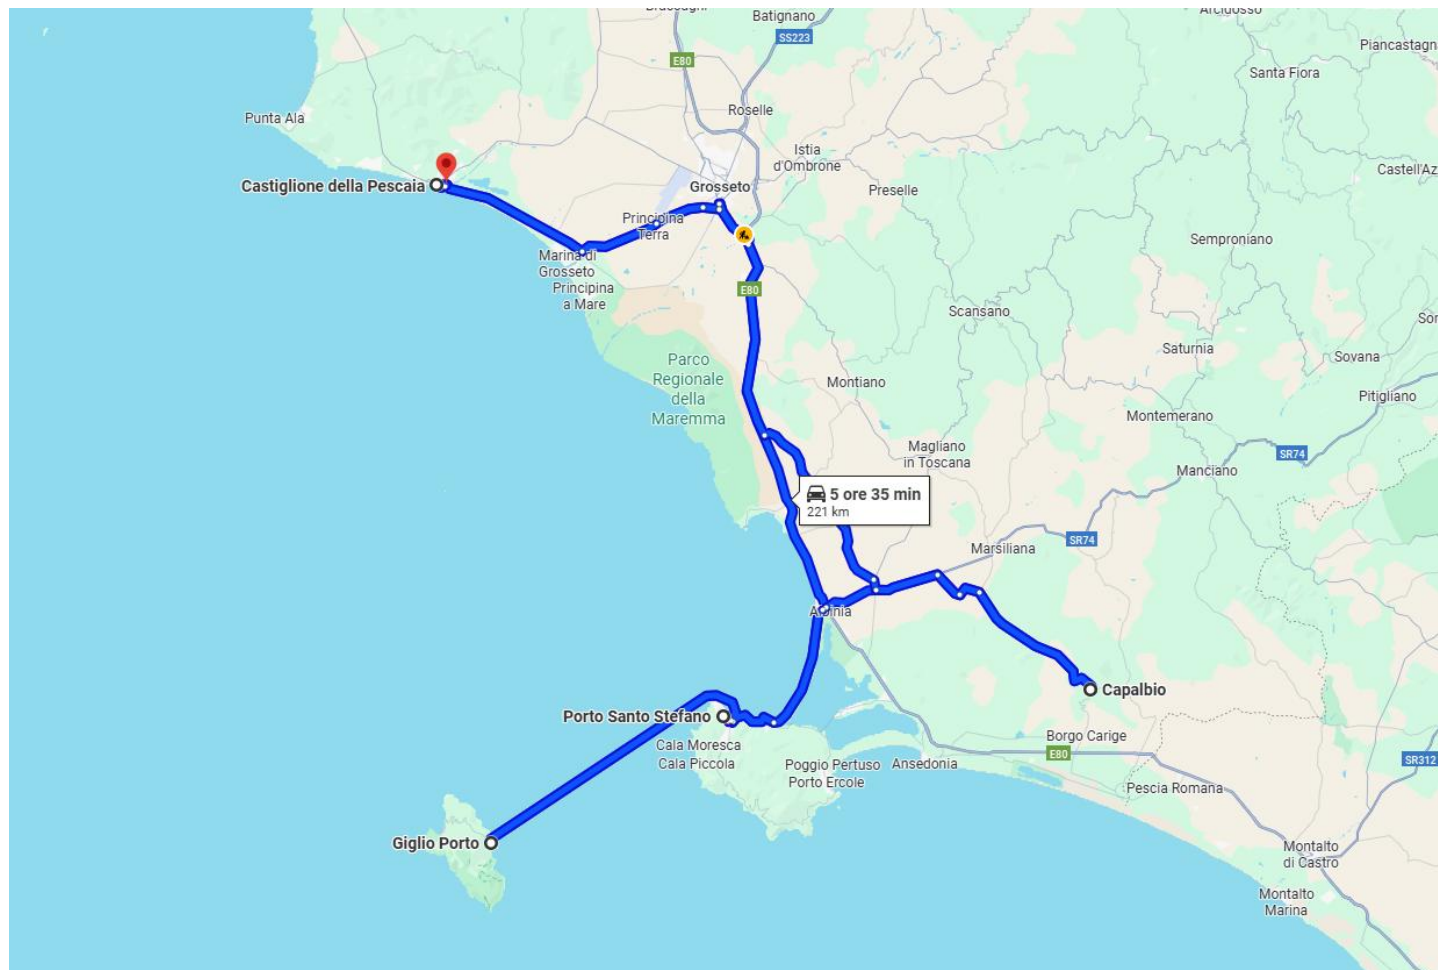 Batignano
Arcidosso
SS223
Piancastagn
E80
Santa Fiora
Roselle
Punta Ala
Istia
d'Ombrone
Castell'Az
Castiglione della Pescaia
Grosseto
Preselle
Principina
Terra
Semproniano
Marina di
Grosseto
Principina
a Mare
E80
Scansano
Sor
Saturnia
Sovana
Parco
Regionale
della
Maremma
Montiano
Pitigliano
Montemerano
Magliano
in Toscana
SR74
Manciano
5 ore 35 min
221 km
Marsiliana
SR74
Albinia
Capalbio
Porto Santo Stefano
Cala Moresca
Cala Piccola
Poggio Pertuso
Porto Ercole
Ansedonia
Borgo Carige
E80
SR312
Pescia Romana
Giglio Porto
Montalto
di Castro
Montalto
Marina